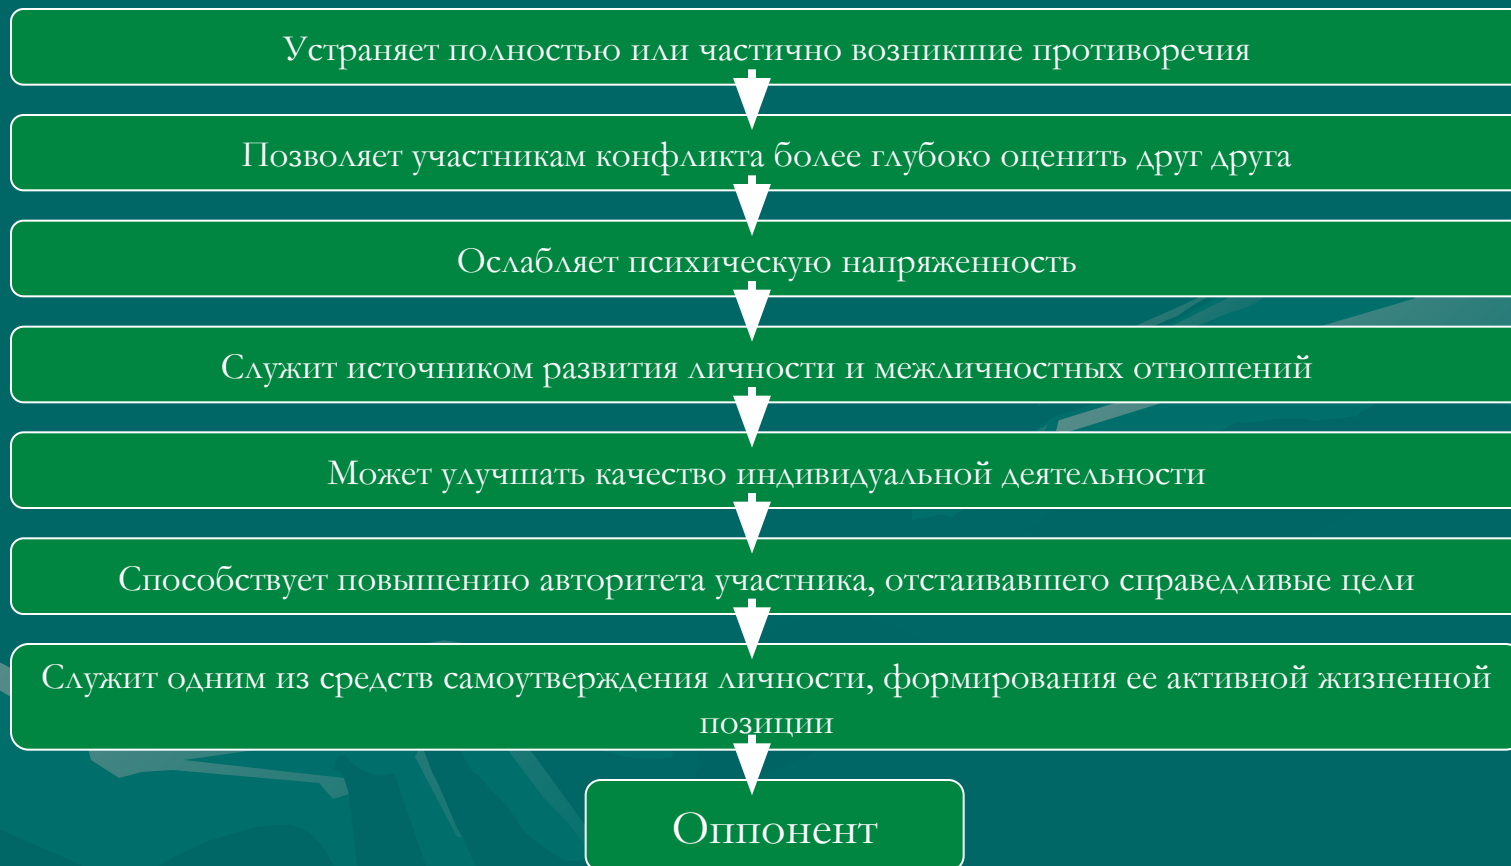 Устраняет полностью или частично возникшие противоречия
Позволяет участникам конфликта более глубоко оценить друг друга
Ослабляет психическую напряженность
Служит источником развития личности и межличностных отношений
Может улучшать качество индивидуальной деятельности
Способствует повышению авторитета участника, отстаивавшего справедливые цели
Служит одним из средств самоутверждения личности, формирования ее активной жизненной
позиции
Оппонент